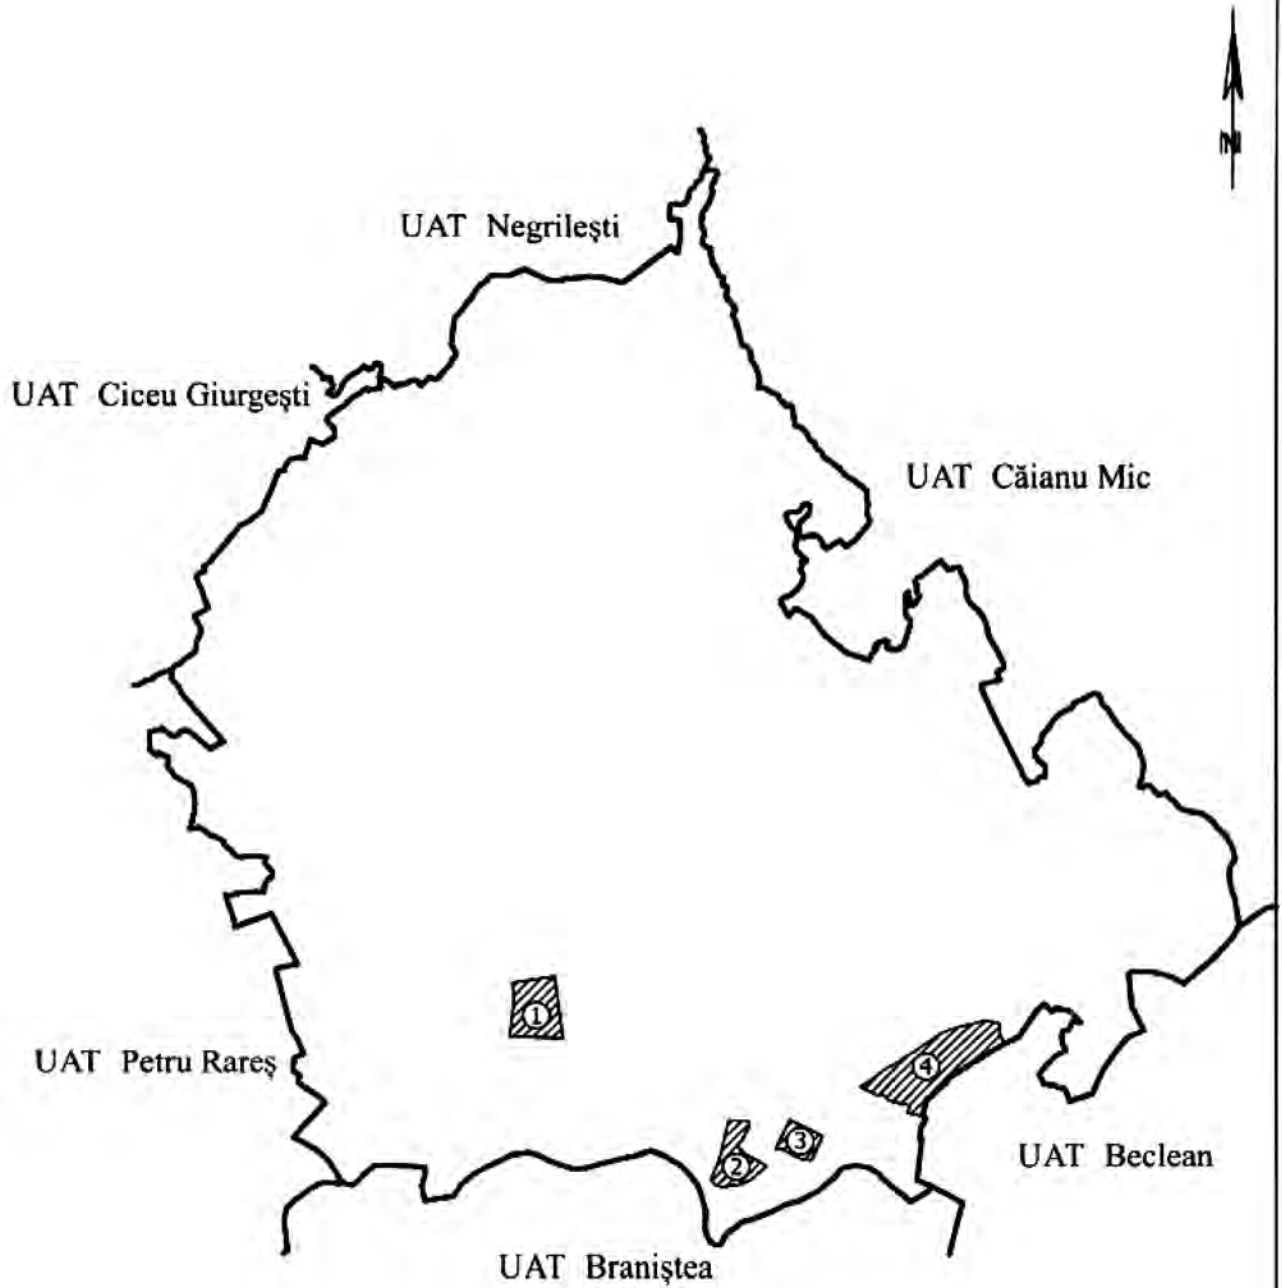 N
UAT Negrilești
UAT Ciceu Giurgești
UAT Căianu Mic
1
UAT Petru Rareș
4
3
2
UAT Beclean
UAT Braniștea